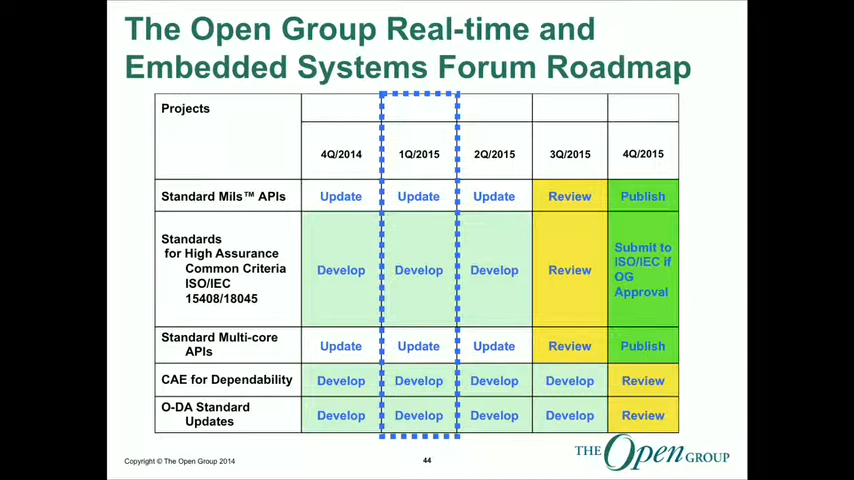 The Open Group Real-time and
Embedded Systems Forum Roadmap
Projects
4Q/2014 1Q/2015 2Q/2015 3Q/2015 4Q/2015
Standard Mils™ APIs Update Update Update Review Publish
Standards
for High Assurance
Common Criteria
ISO/IEC
15408/18045
Develop Develop Develop Review
Submit to
ISO/IEC if
OG
Approval
Standard Multi-core
APIs
Update Update Update Review Publish
CAE for Dependability Develop Develop Develop Develop Review
O-DA Standard
Updates
Develop Develop Develop Develop Review
Copyright © The Open Group 2014
44
THE Open GROUP